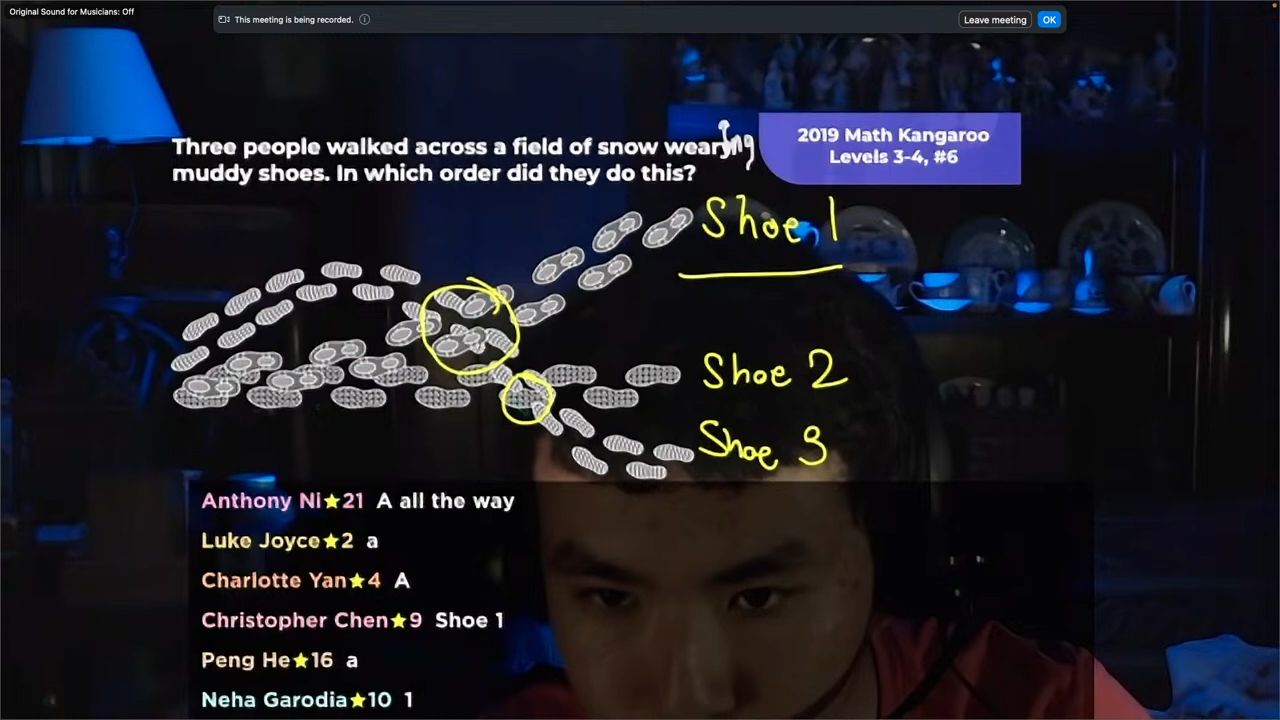 Original Sound for Musicians: Off
This meeting is being recorded.
Leave meeting
OK
Three people walked across a field of snow wearing
muddy shoes. In which order did they do this?
2019 Math Kangaroo
Levels 3-4, #6
Shoe 1
Shoe 2
Shoe 3
Anthony Ni★21 A all the way
Luke Joyce★2 a
Charlotte Yan★4 A
Christopher Chen★9 Shoe 1
Peng He★16 a
Neha Garodia★10 1